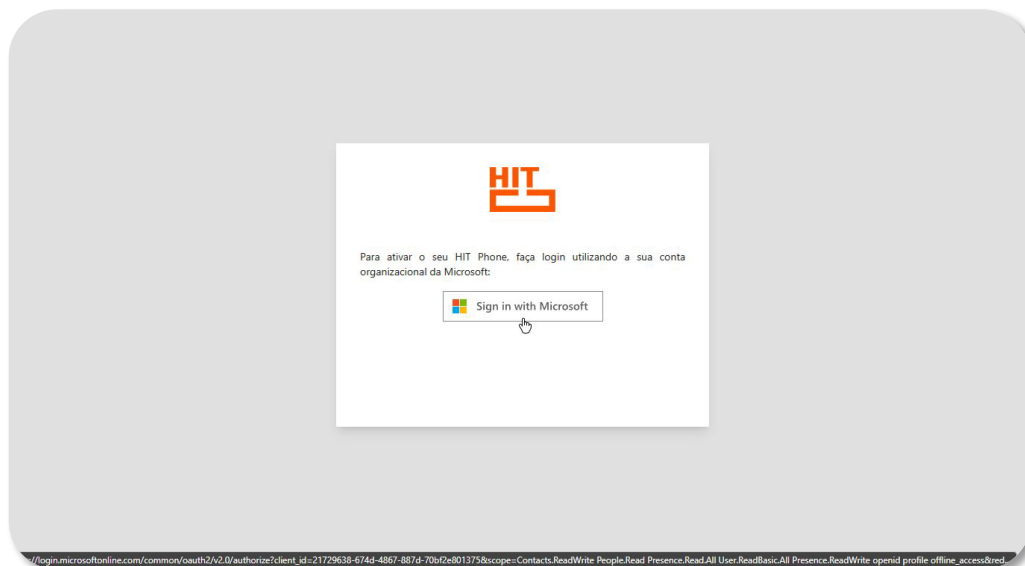 HIT
Para ativar o seu HIT Phone, faça login utilizando a sua conta
organizacional da Microsoft:
Sign in with Microsoft
://login.microsoftonline.com/common/oauth2/v2.0/authorize?client_id=21729638-674d-4867-887d-70bf2e801375&scope=Contacts.ReadWrite People.Read Presence.Read.All User.ReadBasic.All Presence.ReadWrite openid profile offline_access&red...